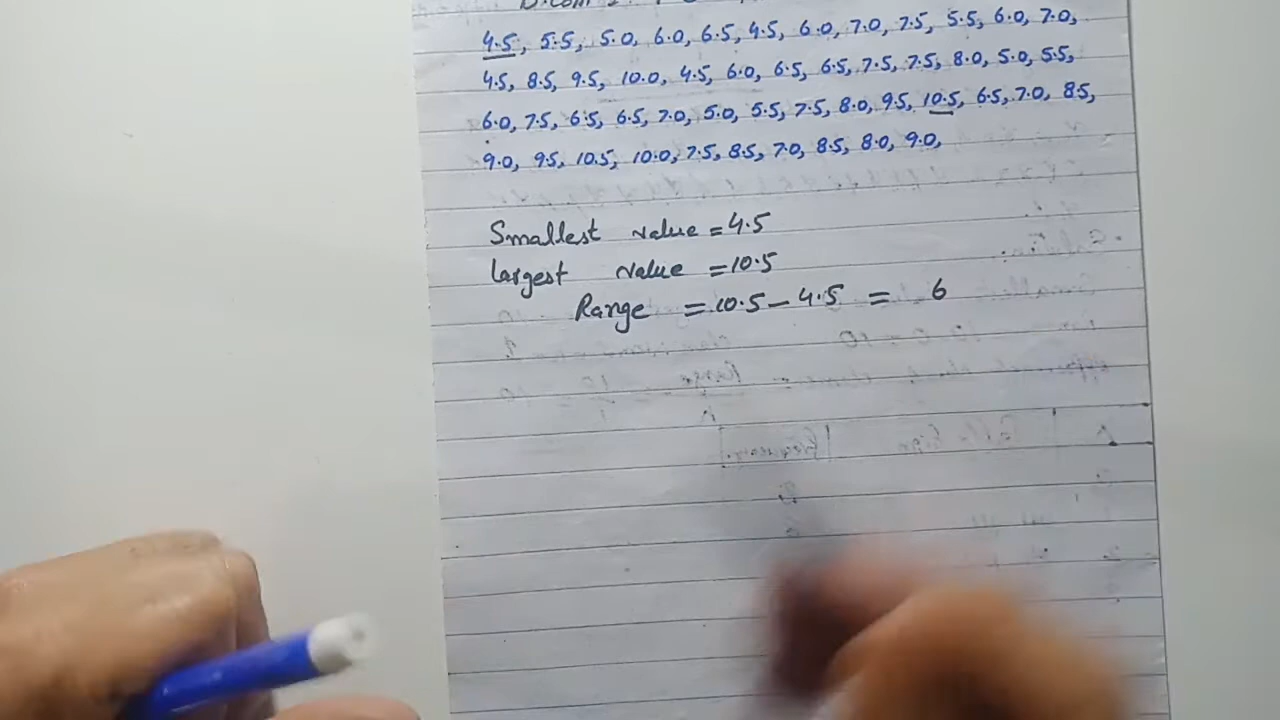 4.5, 5.5, 5.0, 6.0, 6.5, 4.5, 6.0, 7.0, 7.5, 5.5, 6.0, 7.0,
4.5, 8.5, 9.5, 10.0, 4.5, 6.0, 6.5, 6.5, 7.5, 7.5, 8.0, 5.0, 5.5,
6.0, 7.5, 6.5, 6.5, 7.0, 5.0, 5.5, 7.5, 8.0, 9.5, 10.5, 6.5, 7.0, 8.5,
9.0, 9.5, 10.5, 10.0, 7.5, 8.5, 7.0, 8.5, 8.0, 9.0,
Smallest value = 4.5
largest value = 10.5
Range = 10.5 - 4.5 = 6